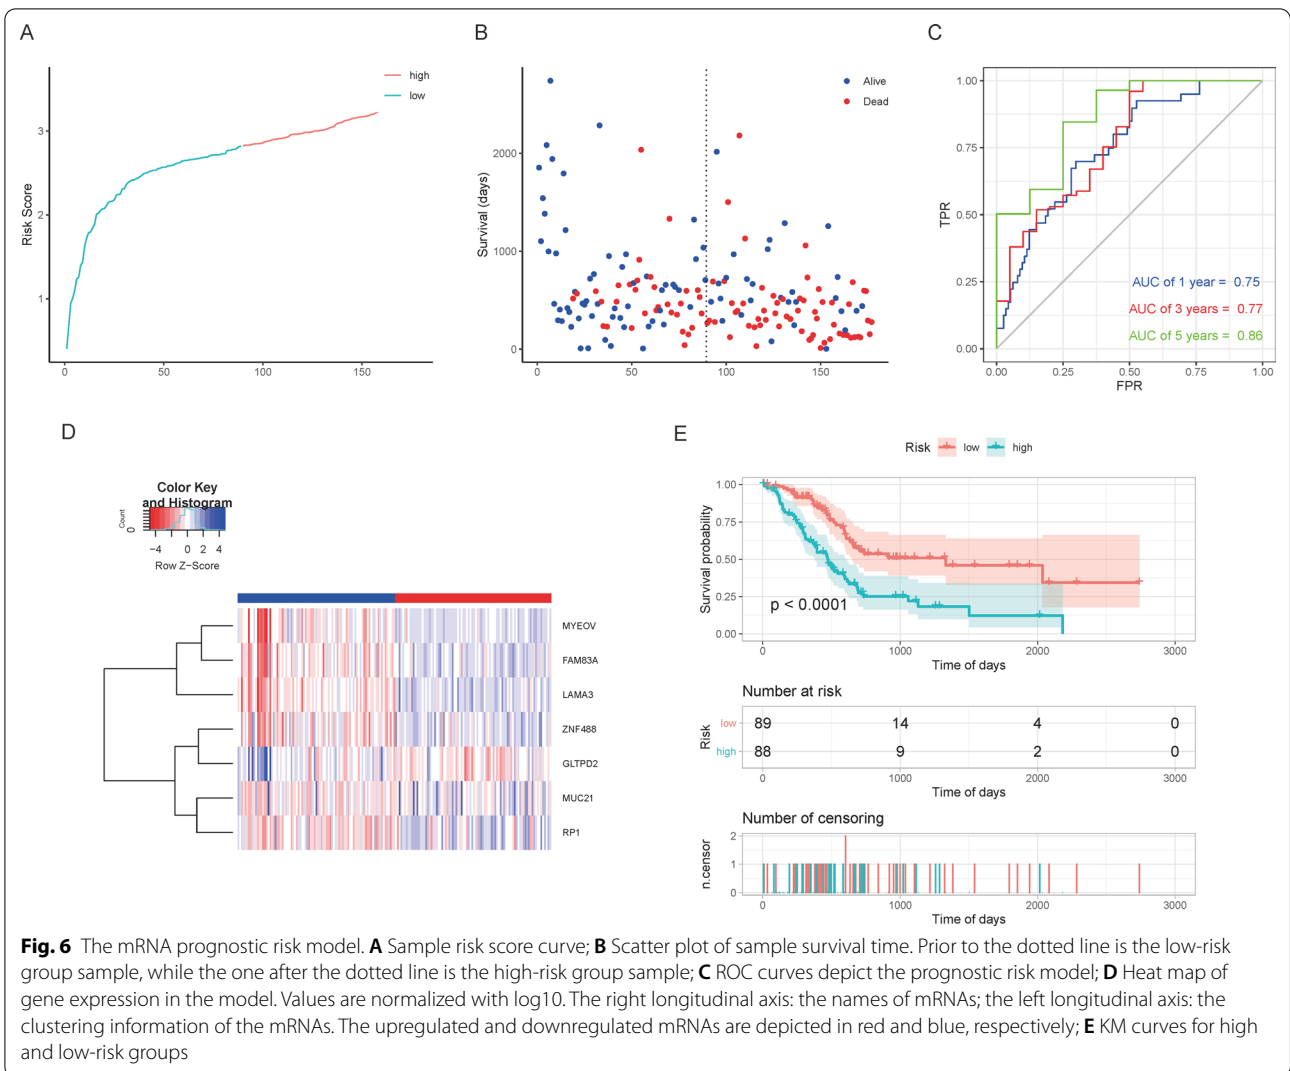 A
high
low
Risk Score
3
2
1
0 50 100 150
B
Alive
Dead
Survival (days)
2000
1000
0
0 50 100 150
C
TPR
1.00
0.75
0.50
0.25
0.00
AUC of 1 year = 0.75
AUC of 3 years = 0.77
AUC of 5 years = 0.86
0.00 0.25 0.50 0.75 1.00
FPR
D
Color Key
and Histogram
Count
0
−4 0 2 4
Row Z−Score
MYEOV
FAM83A
LAMA3
ZNF488
GLTPD2
MUC21
RP1
E
Risk low high
Survival probability
1.00
0.75
0.50
0.25
0.00
p < 0.0001
0 1000 2000 3000
Time of days
Number at risk
Risk
low 89 14 4 0
high 88 9 2 0
0 1000 2000 3000
Time of days
Number of censoring
n.censor
2
1
0
0 1000 2000 3000
Time of days
Fig. 6 The mRNA prognostic risk model. A Sample risk score curve; B Scatter plot of sample survival time. Prior to the dotted line is the low-risk
group sample, while the one after the dotted line is the high-risk group sample; C ROC curves depict the prognostic risk model; D Heat map of
gene expression in the model. Values are normalized with log10. The right longitudinal axis: the names of mRNAs; the left longitudinal axis: the
clustering information of the mRNAs. The upregulated and downregulated mRNAs are depicted in red and blue, respectively; E KM curves for high
and low-risk groups